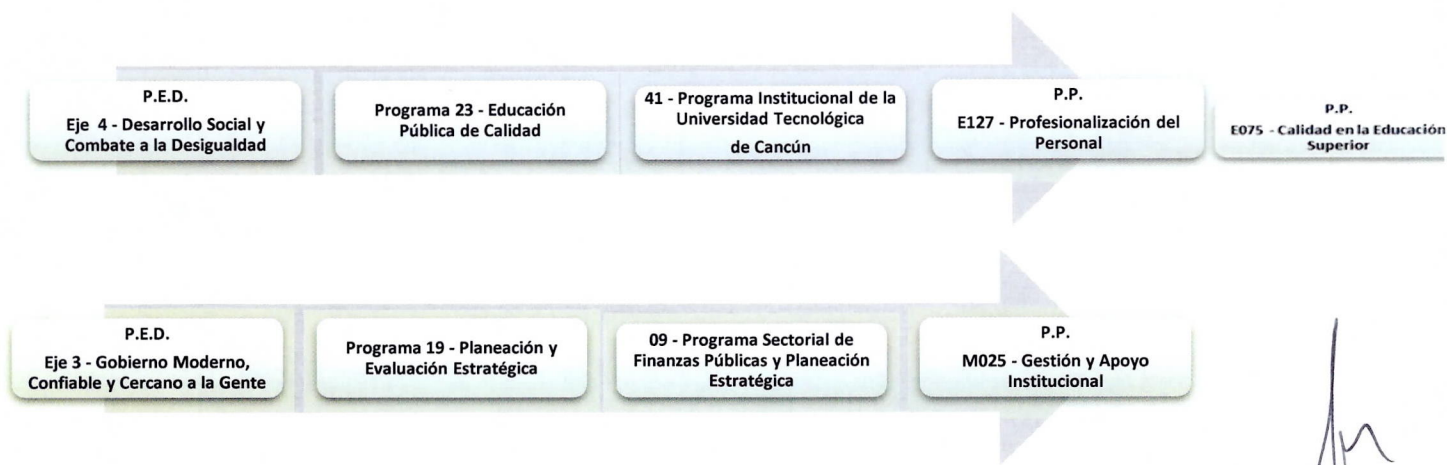 P.E.D.
Eje 4 - Desarrollo Social y
Combate a la Desigualdad
Programa 23 - Educación
Pública de Calidad
41 - Programa Institucional de la
Universidad Tecnológica
de Cancún
P.P.
E127 - Profesionalización del
Personal
P.P.
E075 - Calidad en la Educación
Superior
P.E.D.
Eje 3 - Gobierno Moderno,
Confiable y Cercano a la Gente
Programa 19 - Planeación y
Evaluación Estratégica
09 - Programa Sectorial de
Finanzas Públicas y Planeación
Estratégica
P.P.
M025 - Gestión y Apoyo
Institucional